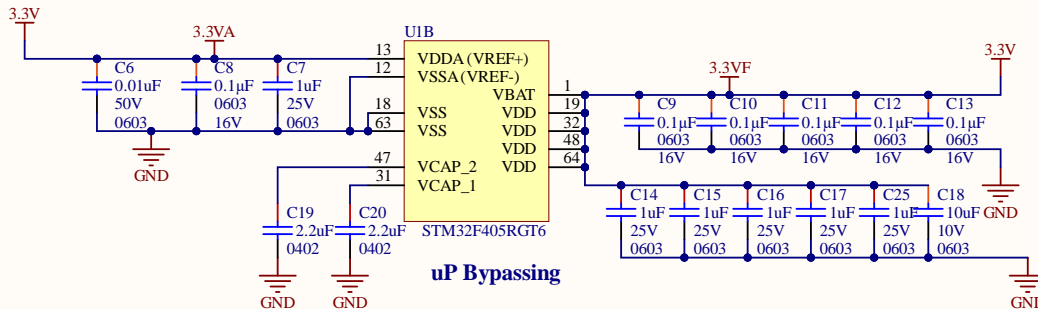 3.3V
3.3VA
C6
0.01uF
50V
0603
C8
0.1µF
0603
16V
C7
1uF
25V
0603
GND
U1B
13 VDDA (VREF+)
12 VSSA (VREF-)
18 VSS
63 VSS
47 VCAP_2
31 VCAP_1
VBAT 1
VDD 19
VDD 32
VDD 48
VDD 64
STM32F405RGT6
C19
2.2uF
0402
GND
C20
2.2uF
0402
GND
3.3VF
3.3V
C9
0.1µF
0603
16V
C10
0.1µF
0603
16V
C11
0.1µF
0603
16V
C12
0.1µF
0603
16V
C13
0.1µF
0603
16V
GND
C14
1uF
25V
0603
C15
1uF
25V
0603
C16
1uF
25V
0603
C17
1uF
25V
0603
C25
1uF
25V
0603
C18
10uF
10V
0603
GND
uP Bypassing